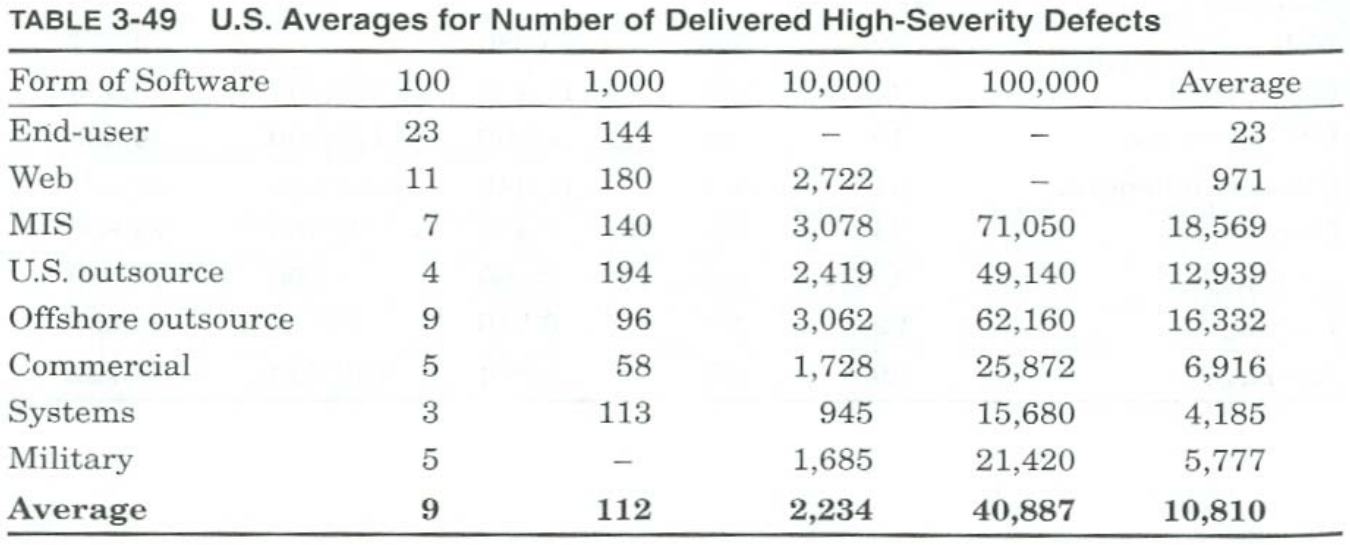 TABLE 3-49 U.S. Averages for Number of Delivered High-Severity Defects
Form of Software 100 1,000 10,000 100,000 Average
End-user 23 144 – – 23
Web 11 180 2,722 – 971
MIS 7 140 3,078 71,050 18,569
U.S. outsource 4 194 2,419 49,140 12,939
Offshore outsource 9 96 3,062 62,160 16,332
Commercial 5 58 1,728 25,872 6,916
Systems 3 113 945 15,680 4,185
Military 5 – 1,685 21,420 5,777
Average 9 112 2,234 40,887 10,810